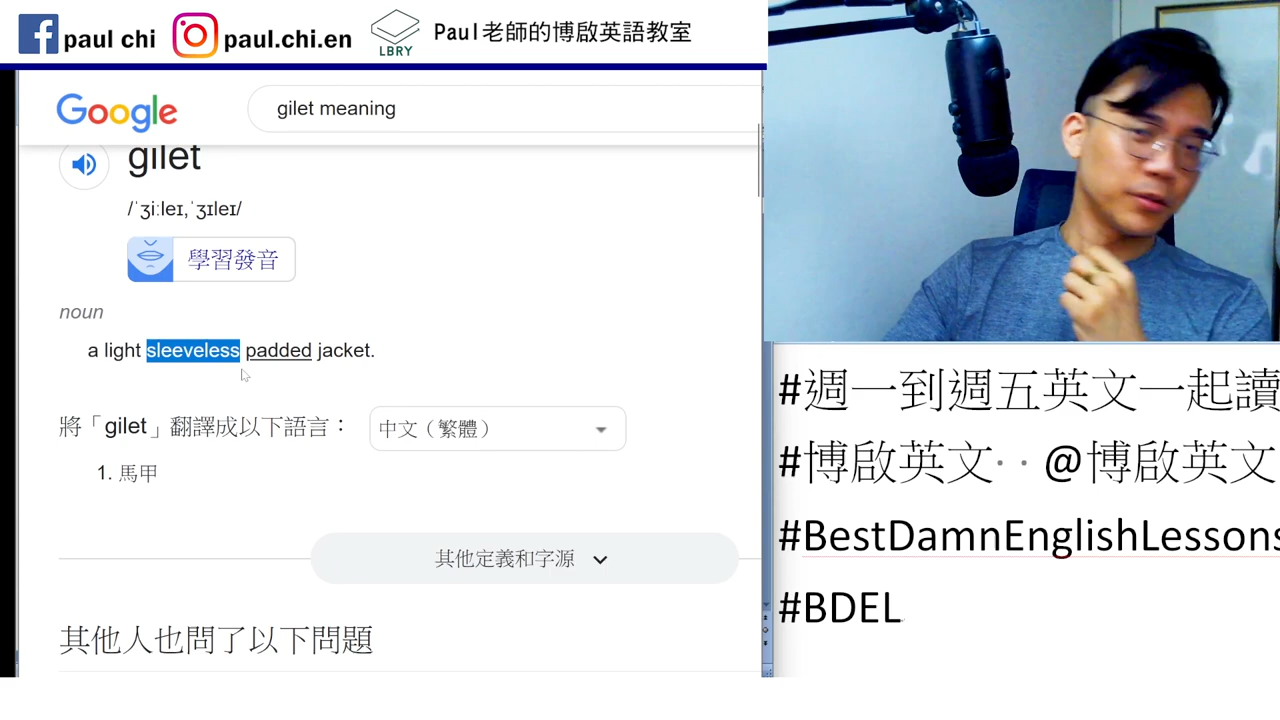 paul chi
paul.chi.en
LBRY
Paul老師的博啟英語教室
Google
gilet meaning
gilet
/ˈʒiːleɪ,ˈʒɪleɪ/
學習發音
noun
a light sleeveless padded jacket.
將「gilet」翻譯成以下語言：
中文（繁體）
1. 馬甲
其他定義和字源
其他人也問了以下問題
#週一到週五英文一起讀
#博啟英文·· @博啟英文
#BestDamnEnglishLessons
#BDEL